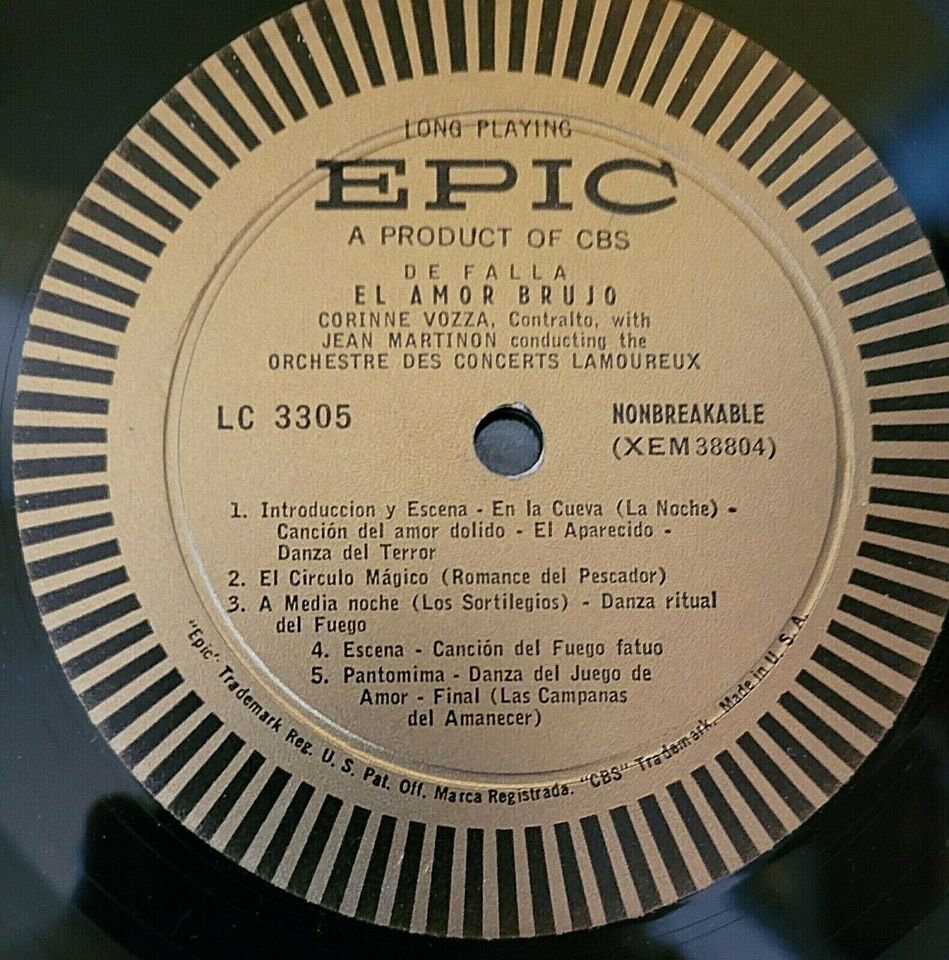 LONG PLAYING
EPIC
A PRODUCT OF CBS
DE FALLA
EL AMOR BRUJO
CORINNE VOZZA, Contralto, with
JEAN MARTINON conducting the
ORCHESTRE DES CONCERTS LAMOUREUX
LC 3305
NONBREAKABLE
(XEM 38804)
1. Introduccion y Escena - En la Cueva (La Noche) -
Canción del amor dolido - El Aparecido -
Danza del Terror
2. El Circulo Mágico (Romance del Pescador)
3. A Media noche (Los Sortilegios) - Danza ritual
del Fuego
4. Escena - Canción del Fuego fatuo
5. Pantomima - Danza del Juego de
Amor - Final (Las Campanas
del Amanecer)
"Epic" Trademark Reg. U. S. Pat. Off. Marca Registrada. "CBS" Trademark. Made in U. S. A.